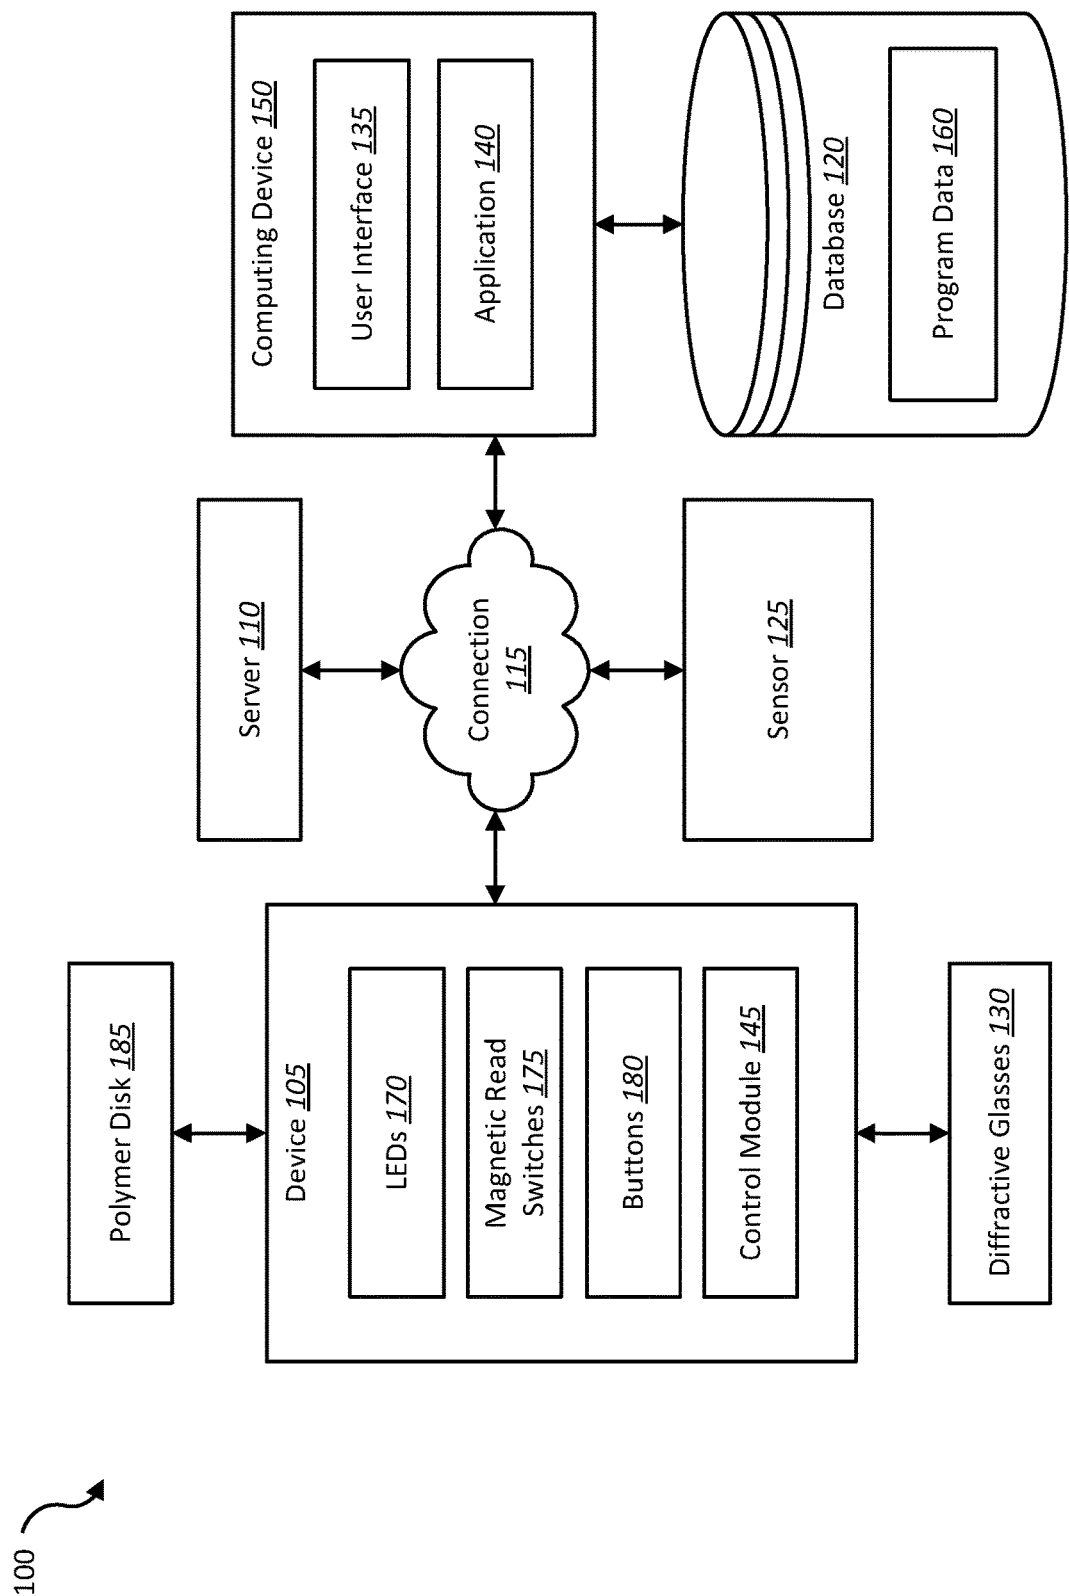 100
Polymer Disk 185
Device 105
LEDs 170
Magnetic Read
Switches 175
Buttons 180
Control Module 145
Diffractive Glasses 130
Server 110
Connection
115
Sensor 125
Computing Device 150
User Interface 135
Application 140
Database 120
Program Data 160